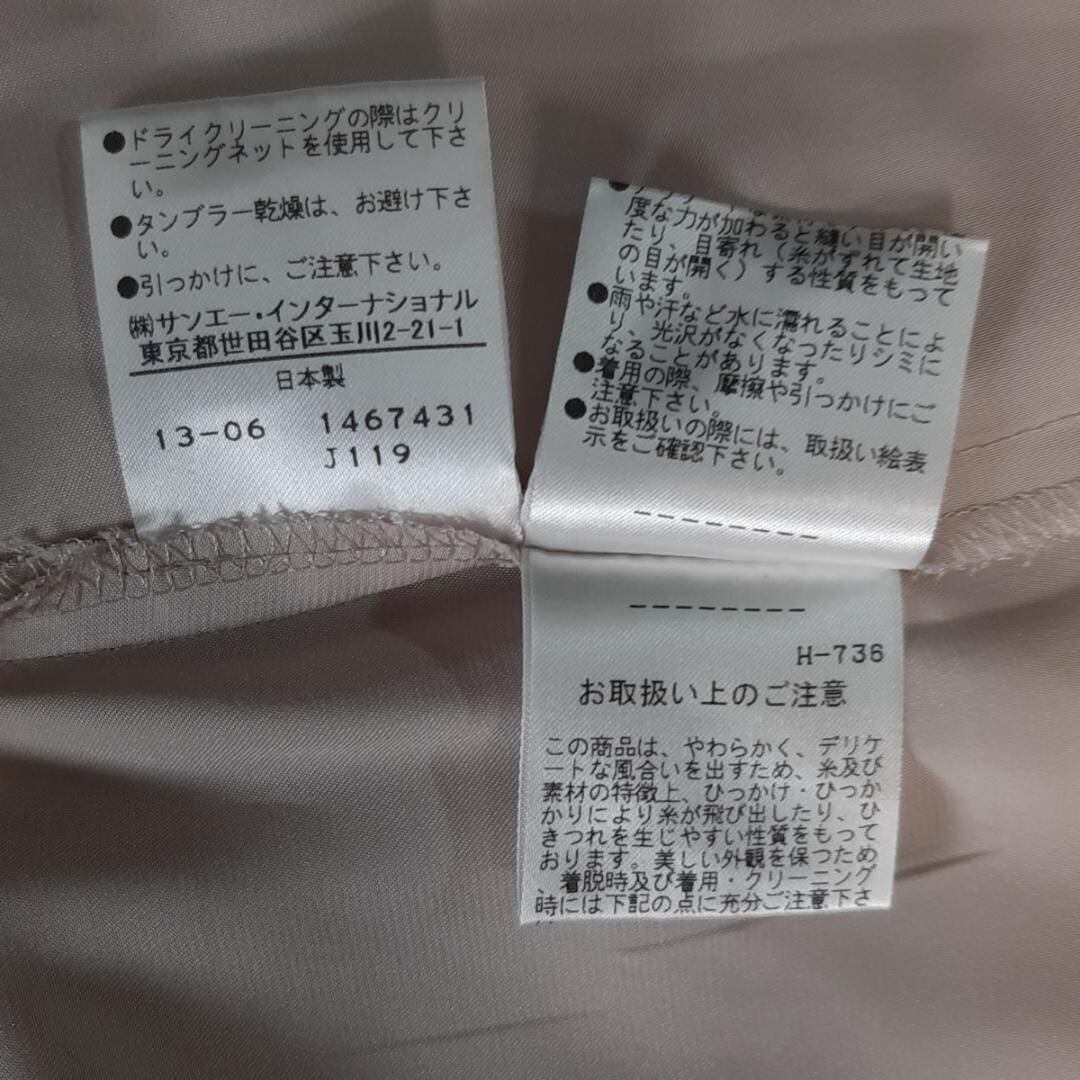 ●ドライクリーニングの際はクリ
ーニングネットを使用して下さ
い。
●タンブラー乾燥は、お避け下さ
い。
●引っかけに、ご注意下さい。
㈱サンエー・インターナショナル
東京都世田谷区玉川2-21-1
日本製
13-06 1467431
J119
度な力が加わると縫い目が開い
たり、目寄れ(糸がずれて生地
の目が開く)する性質をもって
います。
●雨や汗など水に濡れることによ
り、光沢がなくなったりシミに
なることがあります。
●着用の際、摩擦や引っかけにご
注意下さい。
●お取扱いの際には、取扱い絵表
示をご確認下さい。
--------
--------
H-736
お取扱い上のご注意
この商品は、やわらかく、デリケ
ートな風合いを出すため、糸及び
素材の特徴上、ひっかけ・ひっか
かりにより糸が飛び出したり、ひ
きつれを生じやすい性質をもって
おります。美しい外観を保つため
、着脱時及び着用・クリーニング
時には下記の点に充分ご注意下さ